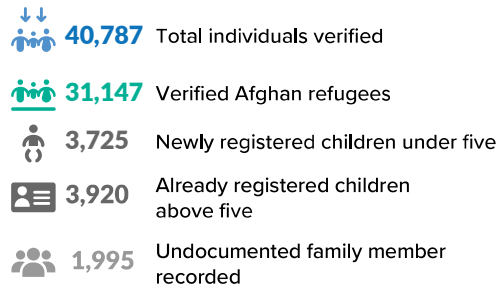 40,787 Total individuals verified
31,147 Verified Afghan refugees
3,725 Newly registered children under five
3,920 Already registered children
above five
1,995 Undocumented family member
recorded